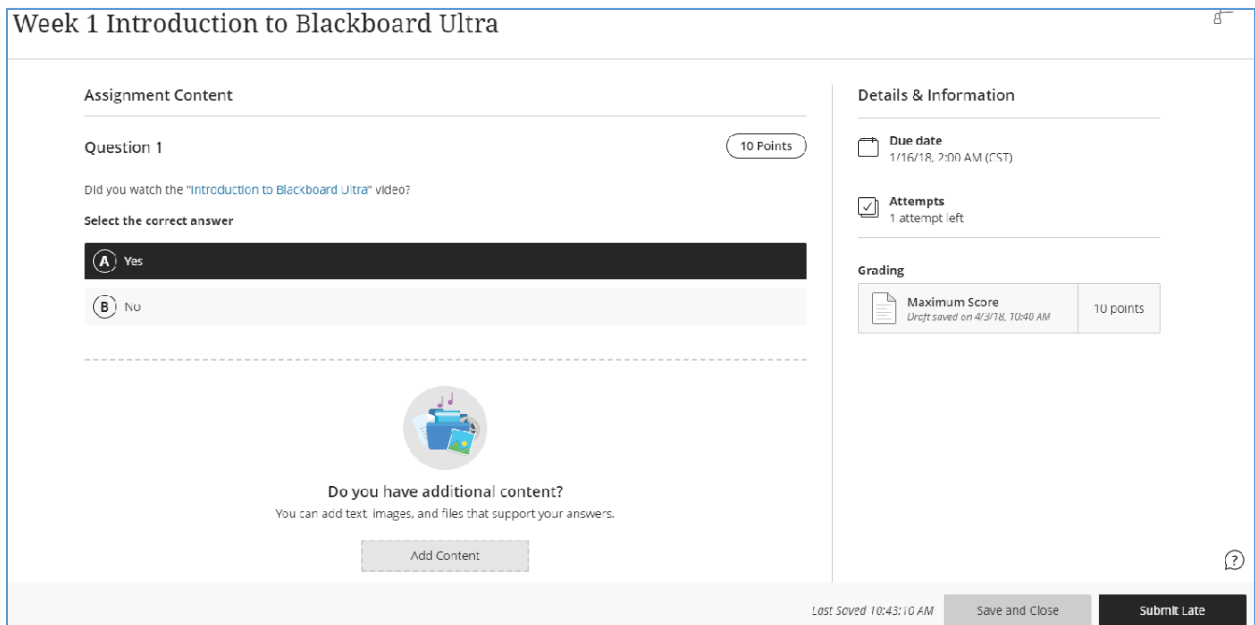 Week 1 Introduction to Blackboard Ultra
Assignment Content
Question 1
10 Points
Did you watch the "Introduction to Blackboard Ultra" video?
Select the correct answer
A Yes
B No
Do you have additional content?
You can add text, images, and files that support your answers.
Add Content
Details & Information
Due date
1/16/18, 2:00 AM (CST)
Attempts
1 attempt left
Grading
Maximum Score
Draft saved on 4/3/18, 10:40 AM
10 points
?
Last Saved 10:43:10 AM
Save and Close
Submit Late